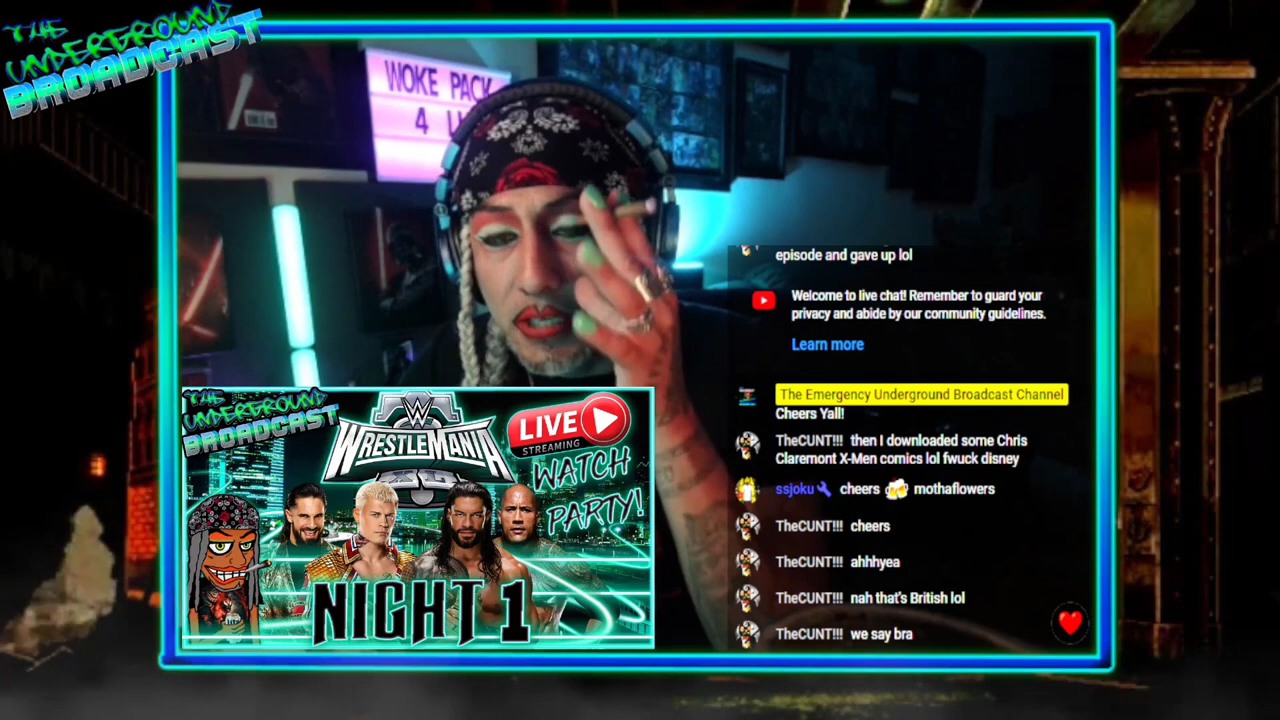 THE
UNDERGROUND
BROADCAST
WOKE PACK
4 L
episode and gave up lol
Welcome to live chat! Remember to guard your
privacy and abide by our community guidelines.
Learn more
The Emergency Underground Broadcast Channel
Cheers Yall!
TheCUNT!!! then I downloaded some Chris
Claremont X-Men comics lol fwuck disney
ssjoku cheers mothaflowers
TheCUNT!!! cheers
TheCUNT!!! ahhhyea
TheCUNT!!! nah that's British lol
TheCUNT!!! we say bra
THE
UNDERGROUND
BROADCAST
WRESTLEMANIA
LIVE
STREAMING
WATCH
PARTY!
NIGHT 1